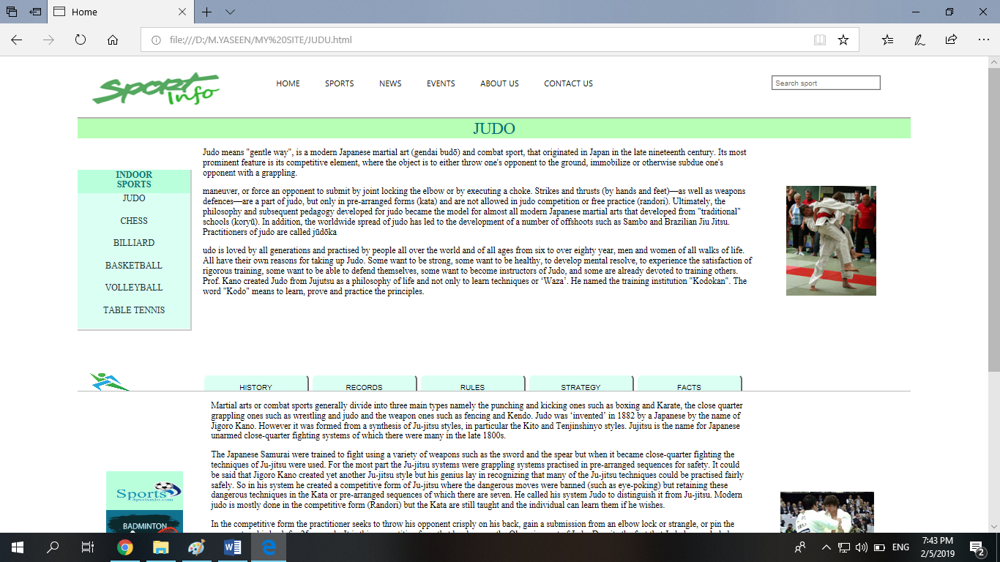 Home
file:///D:/M.YASEEN/MY%20SITE/JUDU.html
Sport Info
HOME SPORTS NEWS EVENTS ABOUT US CONTACT US
Search sport
JUDO
INDOOR
SPORTS
JUDO
CHESS
BILLIARD
BASKETBALL
VOLLEYBALL
TABLE TENNIS
Judo means "gentle way", is a modern Japanese martial art (gendai budō) and combat sport, that originated in Japan in the late nineteenth century. Its most
prominent feature is its competitive element, where the object is to either throw one's opponent to the ground, immobilize or otherwise subdue one's
opponent with a grappling.
maneuver, or force an opponent to submit by joint locking the elbow or by executing a choke. Strikes and thrusts (by hands and feet)—as well as weapons
defences—are a part of judo, but only in pre-arranged forms (kata) and are not allowed in judo competition or free practice (randori). Ultimately, the
philosophy and subsequent pedagogy developed for judo became the model for almost all modern Japanese martial arts that developed from "traditional"
schools (koryū). In addition, the worldwide spread of judo has led to the development of a number of offshoots such as Sambo and Brazilian Jiu Jitsu.
Practitioners of judo are called jūdōka
udo is loved by all generations and practised by people all over the world and of all ages from six to over eighty year, men and women of all walks of life.
All have their own reasons for taking up Judo. Some want to be strong, some want to be healthy, to develop mental resolve, to experience the satisfaction of
rigorous training, some want to be able to defend themselves, some want to become instructors of Judo, and some are already devoted to training others.
Prof. Kano created Judo from Jujutsu as a philosophy of life and not only to learn techniques or ‘Waza’. He named the training institution "Kodokan". The
word "Kodo" means to learn, prove and practice the principles.
HISTORY RECORDS RULES STRATEGY FACTS
Martial arts or combat sports generally divide into three main types namely the punching and kicking ones such as boxing and Karate, the close quarter
grappling ones such as wrestling and judo and the weapon ones such as fencing and Kendo. Judo was ‘invented’ in 1882 by a Japanese by the name of
Jigoro Kano. However it was formed from a synthesis of Ju-jitsu styles, in particular the Kito and Tenjinshinyo styles. Jujitsu is the name for Japanese
unarmed close-quarter fighting systems of which there were many in the late 1800s.
The Japanese Samurai were trained to fight using a variety of weapons such as the sword and the spear but when it became close-quarter fighting the
techniques of Ju-jitsu were used. For the most part the Ju-jitsu systems were grappling systems practised in pre-arranged sequences for safety. It could
be said that Jigoro Kano created yet another Ju-jitsu style but his genius lay in recognizing that many of the Ju-jitsu techniques could be practised fairly
safely. So in his system he created a competitive form of Ju-jitsu where the dangerous moves were banned (such as eye-poking) but retaining these
dangerous techniques in the Kata or pre-arranged sequences of which there are seven. He called his system Judo to distinguish it from Ju-jitsu. Modern
judo is mostly done in the competitive form (Randori) but the Kata are still taught and the individual can learn them if he wishes.
In the competitive form the practitioner seeks to throw his opponent crisply on his back, gain a submission from an elbow lock or strangle, or pin the
Sports
BADMINTON
ENG
7:43 PM
2/5/2019
2